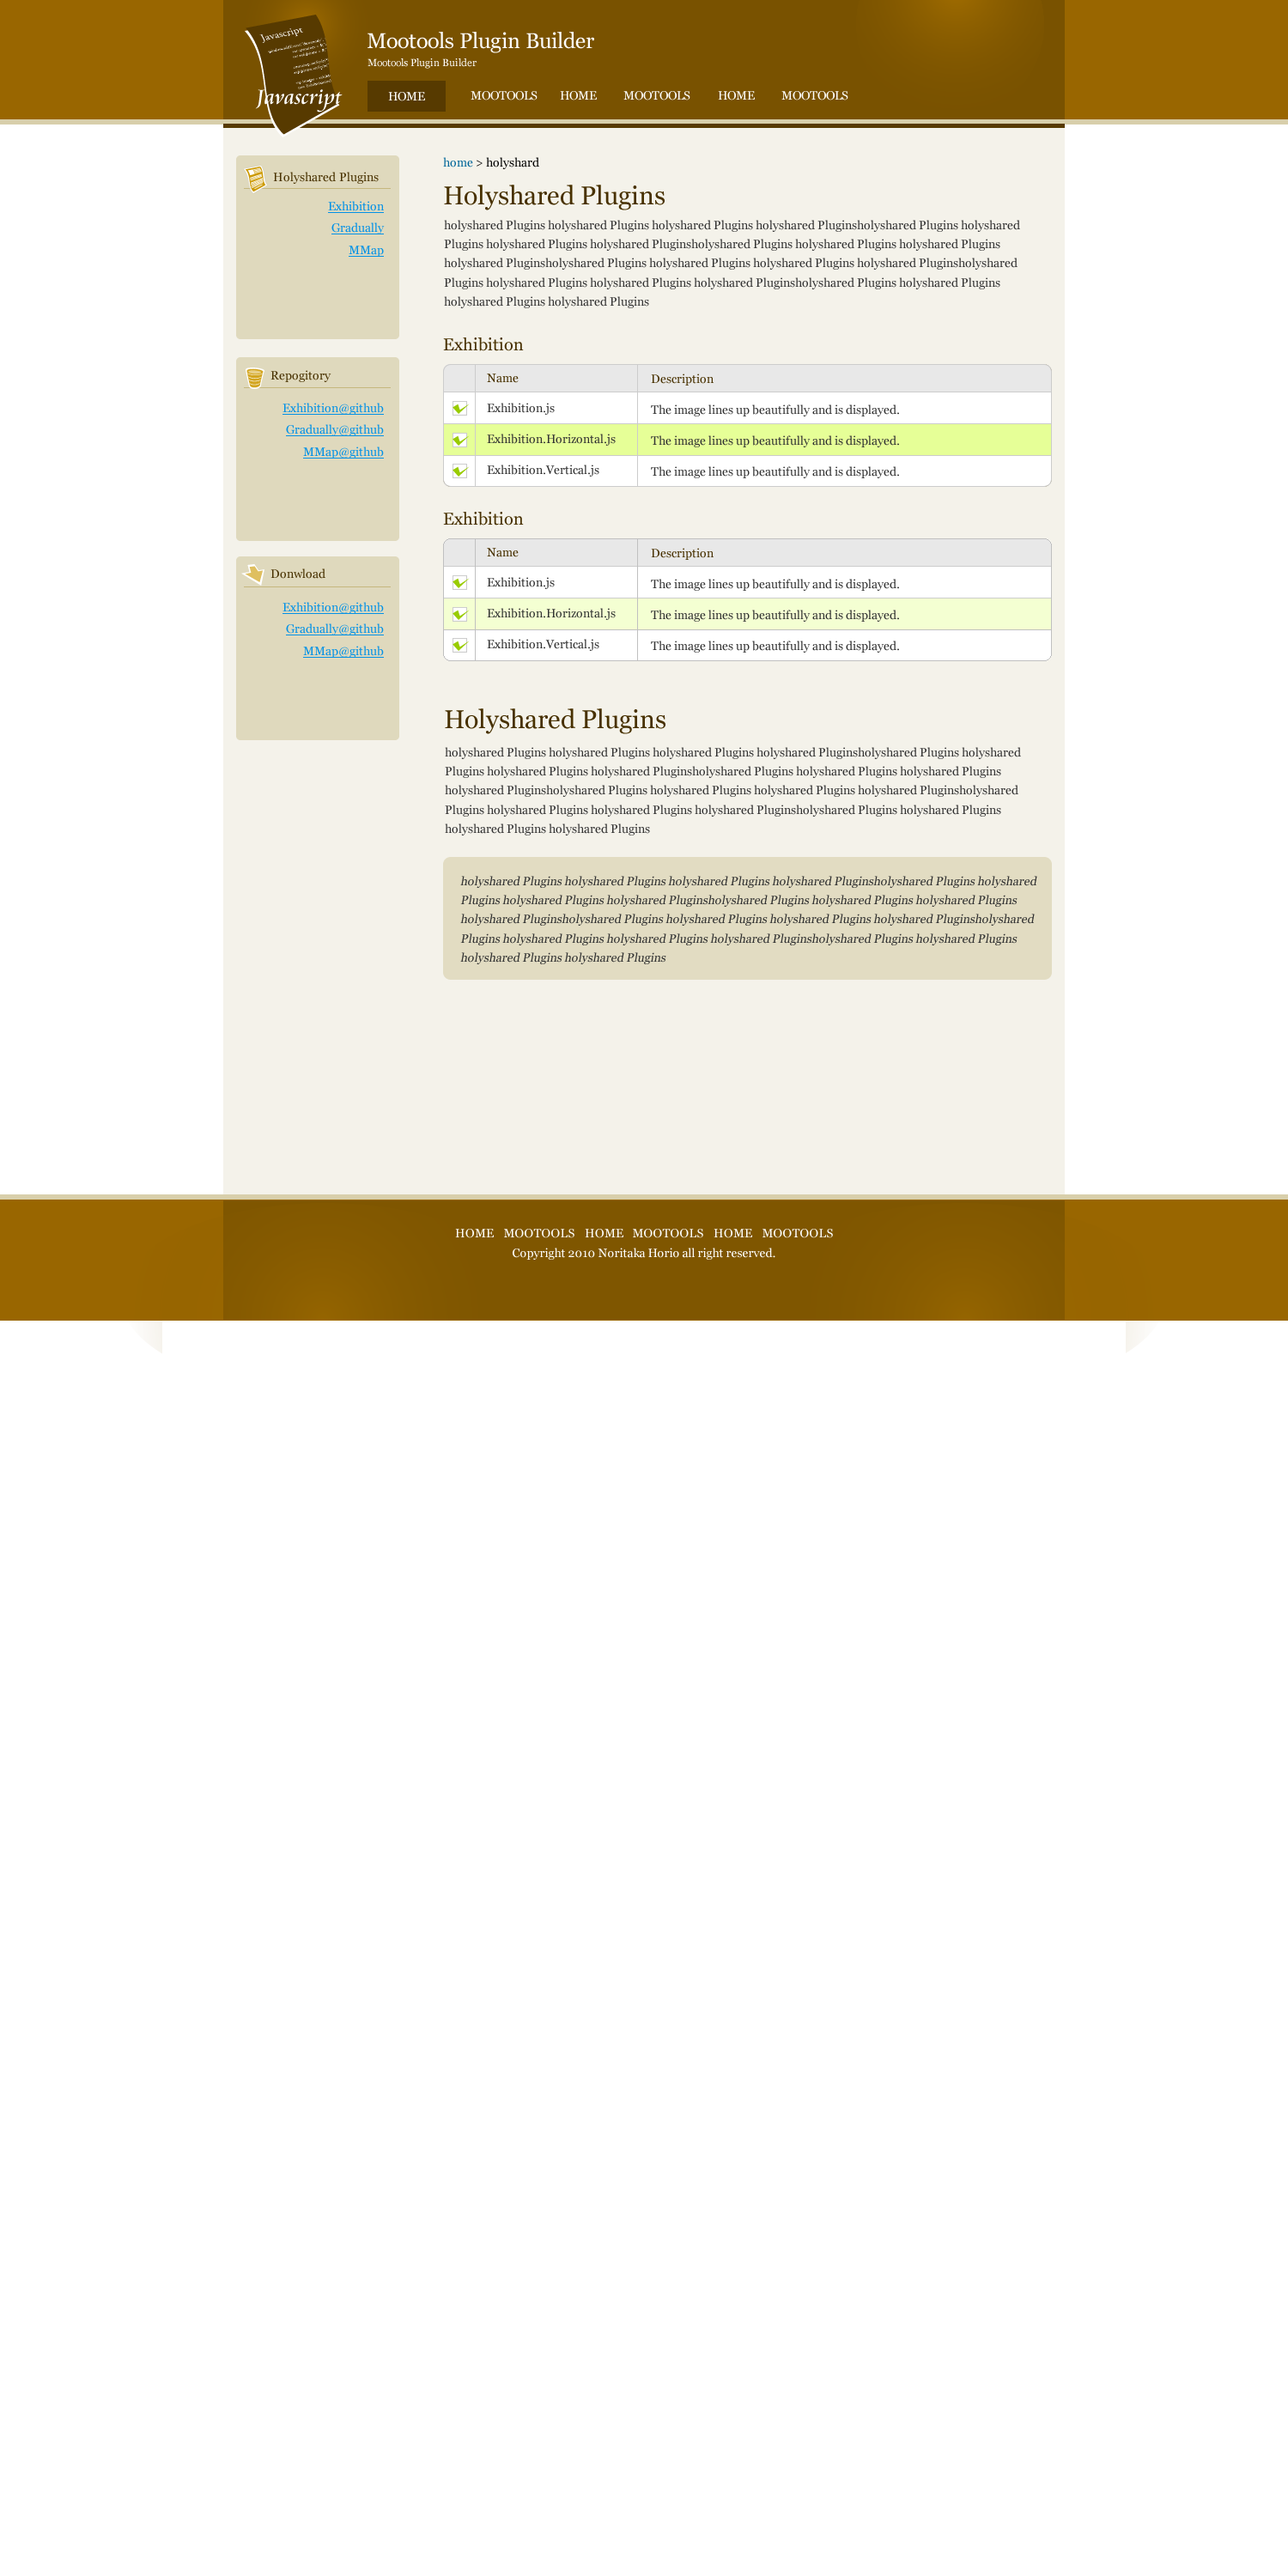 Javascript
Javascript
Mootools Plugin Builder
Mootools Plugin Builder
HOME MOOTOOLS HOME MOOTOOLS HOME MOOTOOLS
Holyshared Plugins
Exhibition
Gradually
MMap
Repogitory
Exhibition@github
Gradually@github
MMap@github
Donwload
Exhibition@github
Gradually@github
MMap@github
home > holyshard
Holyshared Plugins
holyshared Plugins holyshared Plugins holyshared Plugins holyshared Pluginsholyshared Plugins holyshared
Plugins holyshared Plugins holyshared Pluginsholyshared Plugins holyshared Plugins holyshared Plugins
holyshared Pluginsholyshared Plugins holyshared Plugins holyshared Plugins holyshared Pluginsholyshared
Plugins holyshared Plugins holyshared Plugins holyshared Pluginsholyshared Plugins holyshared Plugins
holyshared Plugins holyshared Plugins
Exhibition
Name Description
Exhibition.js The image lines up beautifully and is displayed.
Exhibition.Horizontal.js The image lines up beautifully and is displayed.
Exhibition.Vertical.js The image lines up beautifully and is displayed.
Exhibition
Name Description
Exhibition.js The image lines up beautifully and is displayed.
Exhibition.Horizontal.js The image lines up beautifully and is displayed.
Exhibition.Vertical.js The image lines up beautifully and is displayed.
Holyshared Plugins
holyshared Plugins holyshared Plugins holyshared Plugins holyshared Pluginsholyshared Plugins holyshared
Plugins holyshared Plugins holyshared Pluginsholyshared Plugins holyshared Plugins holyshared Plugins
holyshared Pluginsholyshared Plugins holyshared Plugins holyshared Plugins holyshared Pluginsholyshared
Plugins holyshared Plugins holyshared Plugins holyshared Pluginsholyshared Plugins holyshared Plugins
holyshared Plugins holyshared Plugins
holyshared Plugins holyshared Plugins holyshared Plugins holyshared Pluginsholyshared Plugins holyshared
Plugins holyshared Plugins holyshared Pluginsholyshared Plugins holyshared Plugins holyshared Plugins
holyshared Pluginsholyshared Plugins holyshared Plugins holyshared Plugins holyshared Pluginsholyshared
Plugins holyshared Plugins holyshared Plugins holyshared Pluginsholyshared Plugins holyshared Plugins
holyshared Plugins holyshared Plugins
HOME MOOTOOLS HOME MOOTOOLS HOME MOOTOOLS
Copyright 2010 Noritaka Horio all right reserved.